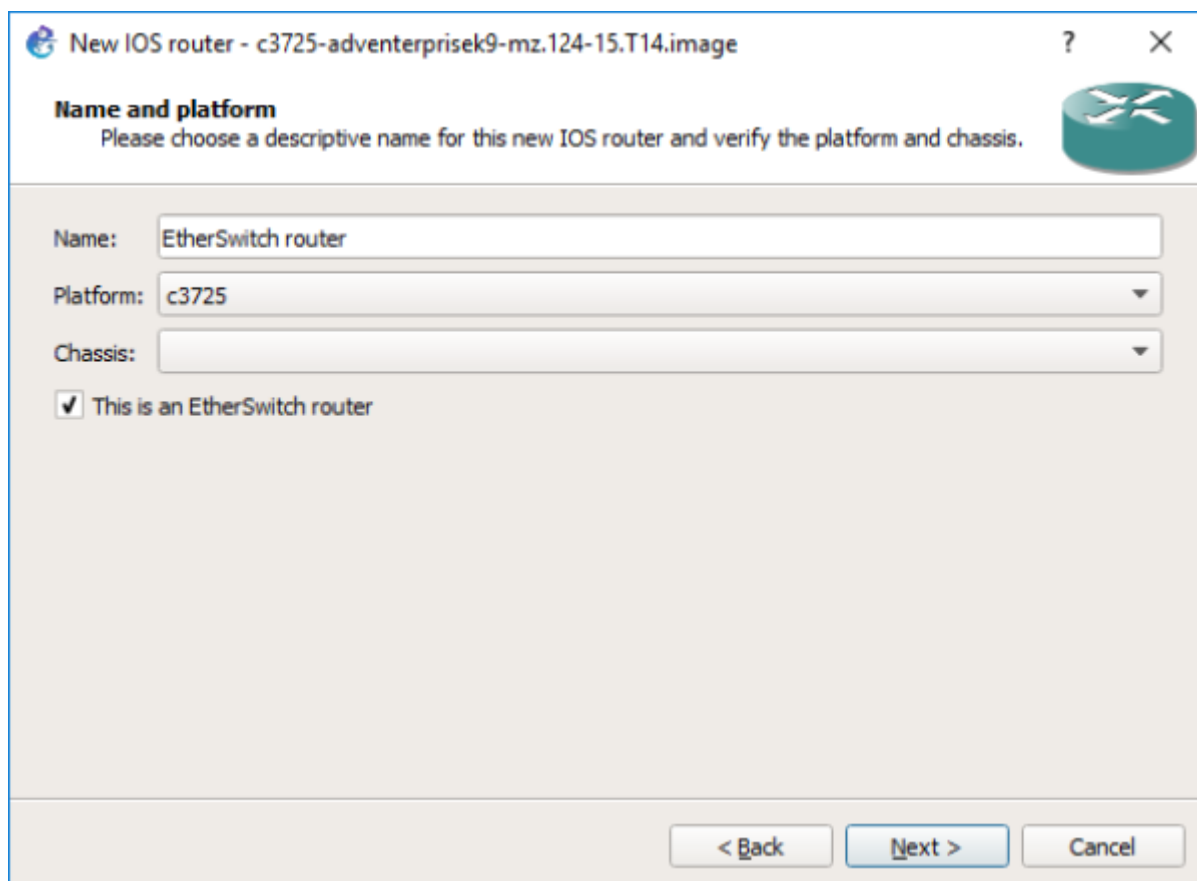 New IOS router - c3725-adventerprisek9-mz.124-15.T14.image
?
Name and platform
Please choose a descriptive name for this new IOS router and verify the platform and chassis.
Name: EtherSwitch router
Platform: c3725
Chassis:
This is an EtherSwitch router
< Back Next > Cancel